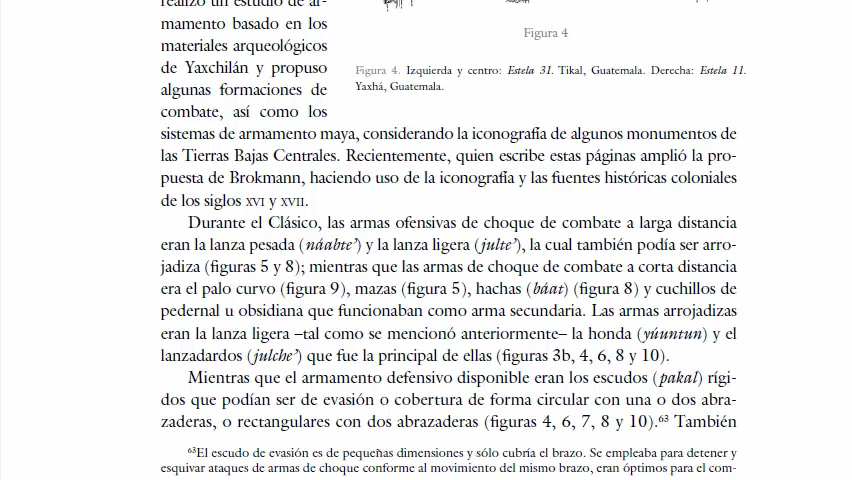 realizó un estudio de ar-
mamento basado en los
materiales arqueológicos
de Yaxchilán y propuso
algunas formaciones de
combate, así como los
Figura 4
Figura 4. Izquierda y centro: Estela 31. Tikal, Guatemala. Derecha: Estela 11.
Yaxhá, Guatemala.
sistemas de armamento maya, considerando la iconografía de algunos monumentos de
las Tierras Bajas Centrales. Recientemente, quien escribe estas páginas amplió la pro-
puesta de Brokmann, haciendo uso de la iconografía y las fuentes históricas coloniales
de los siglos XVI y XVII.
Durante el Clásico, las armas ofensivas de choque de combate a larga distancia
eran la lanza pesada (náabte’) y la lanza ligera (julte’), la cual también podía ser arro-
jadiza (figuras 5 y 8); mientras que las armas de choque de combate a corta distancia
era el palo curvo (figura 9), mazas (figura 5), hachas (báat) (figura 8) y cuchillos de
pedernal u obsidiana que funcionaban como arma secundaria. Las armas arrojadizas
eran la lanza ligera –tal como se mencionó anteriormente– la honda (yúuntun) y el
lanzadardos (julche’) que fue la principal de ellas (figuras 3b, 4, 6, 8 y 10).
Mientras que el armamento defensivo disponible eran los escudos (pakal) rígi-
dos que podían ser de evasión o cobertura de forma circular con una o dos abra-
zaderas, o rectangulares con dos abrazaderas (figuras 4, 6, 7, 8 y 10).⁶³ También
⁶³El escudo de evasión es de pequeñas dimensiones y sólo cubría el brazo. Se empleaba para detener y
esquivar ataques de armas de choque conforme al movimiento del mismo brazo, eran óptimos para el com-